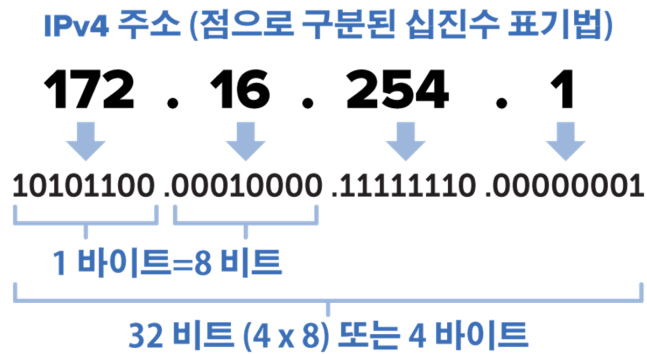 IPv4 주소 (점으로 구분된 십진수 표기법)
172 . 16 . 254 . 1
10101100 .00010000 .11111110 .00000001
1 바이트=8 비트
32 비트 (4 x 8) 또는 4 바이트